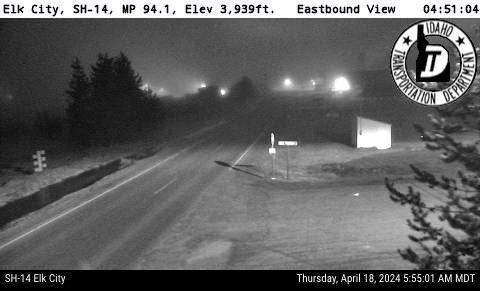 Elk City, SH-14, MP 94.1, Elev 3,939ft. Eastbound View 04:51:04
IDAHO
TRANSPORTATION DEPARTMENT
SH-14 Elk City Thursday, April 18, 2024 5:55:01 AM MDT